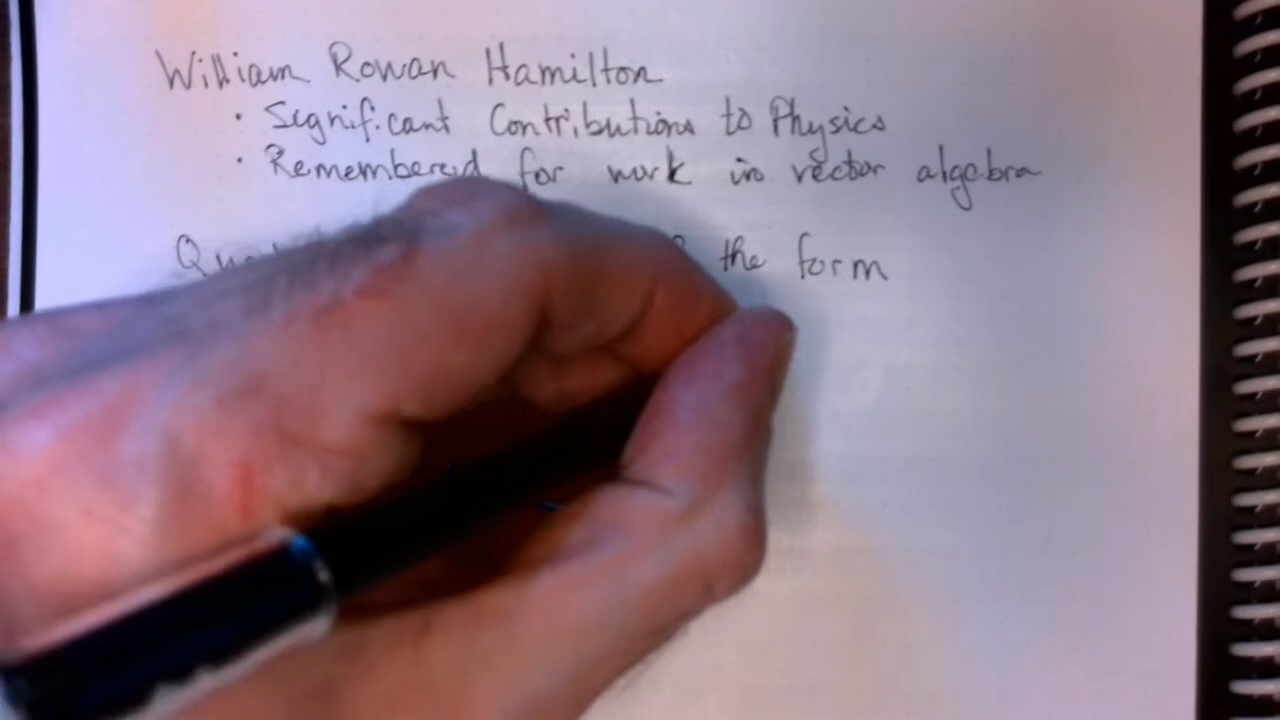 William Rowan Hamilton
· Significant Contributions to Physics
· Remembered for work in vector algebra
the form